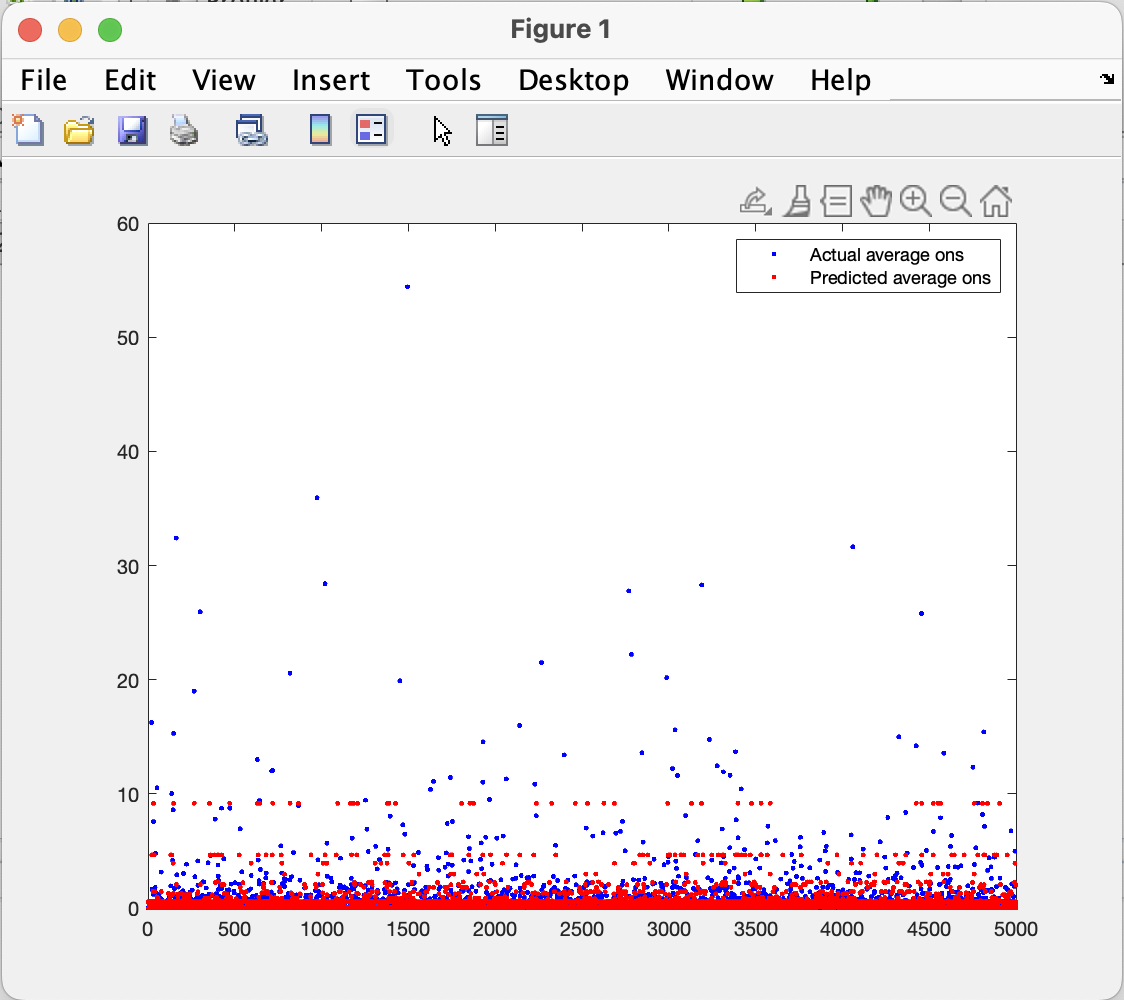 Figure 1
File Edit View Insert Tools Desktop Window Help
Actual average ons
Predicted average ons
60
50
40
30
20
10
0
0 500 1000 1500 2000 2500 3000 3500 4000 4500 5000